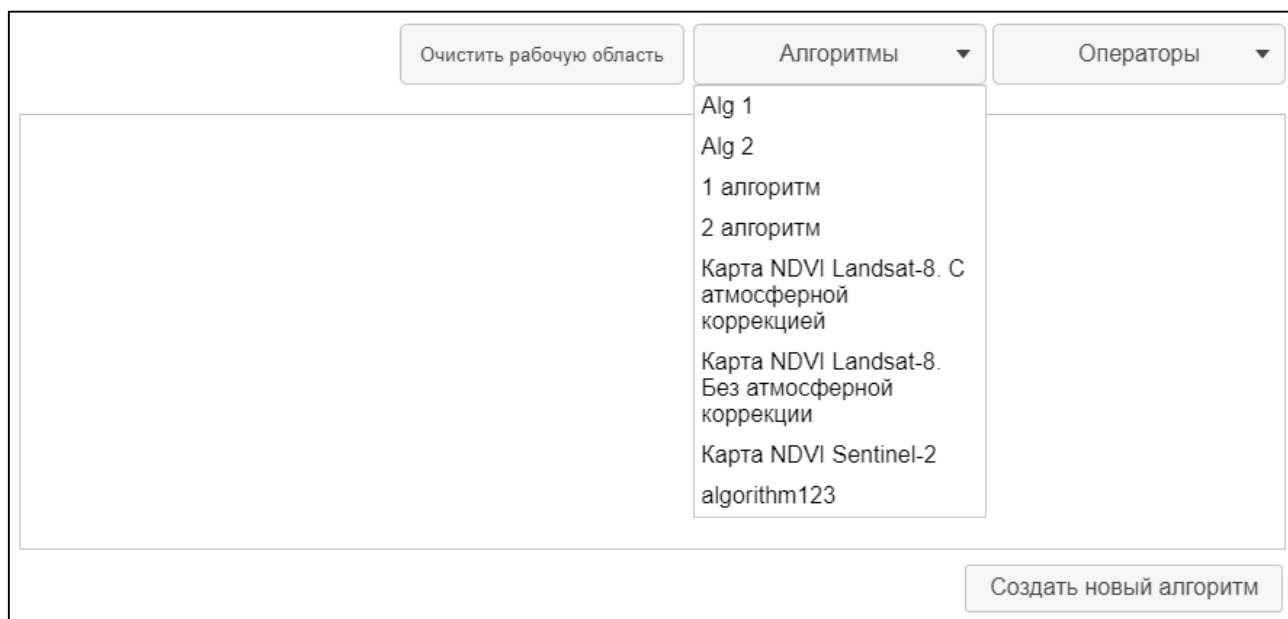 Очистить рабочую область
Алгоритмы
Операторы
Alg 1
Alg 2
1 алгоритм
2 алгоритм
Карта NDVI Landsat-8. С
атмосферной
коррекцией
Карта NDVI Landsat-8.
Без атмосферной
коррекции
Карта NDVI Sentinel-2
algorithm123
Создать новый алгоритм